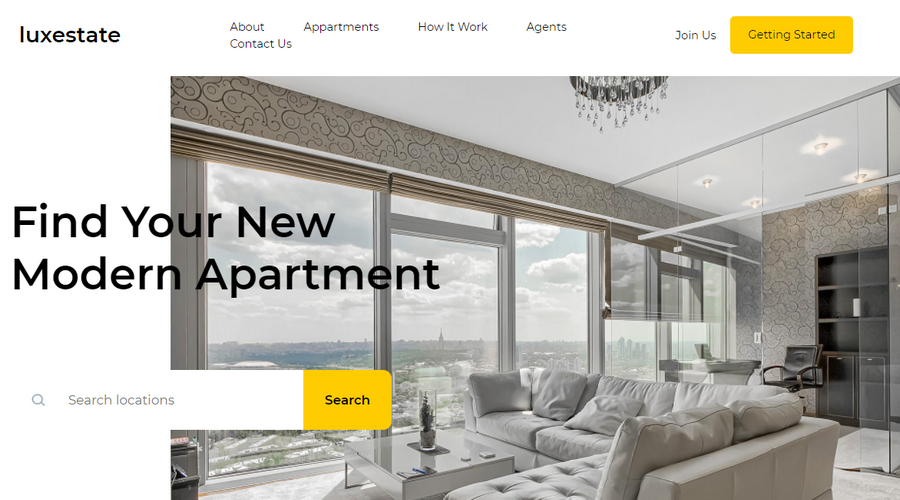 luxestate
About Appartments How It Work Agents
Contact Us
Join Us
Getting Started
Find Your New
Modern Apartment
Search locations
Search